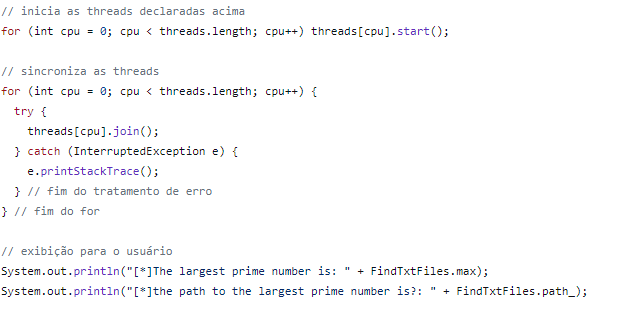 // inicia as threads declaradas acima
for (int cpu = 0; cpu < threads.length; cpu++) threads[cpu].start();
// sincroniza as threads
for (int cpu = 0; cpu < threads.length; cpu++) {
try {
threads[cpu].join();
} catch (InterruptedException e) {
e.printStackTrace();
} // fim do tratamento de erro
} // fim do for
// exibição para o usuário
System.out.println("[*]The largest prime number is: " + FindTxtFiles.max);
System.out.println("[*]the path to the largest prime number is?: " + FindTxtFiles.path_);